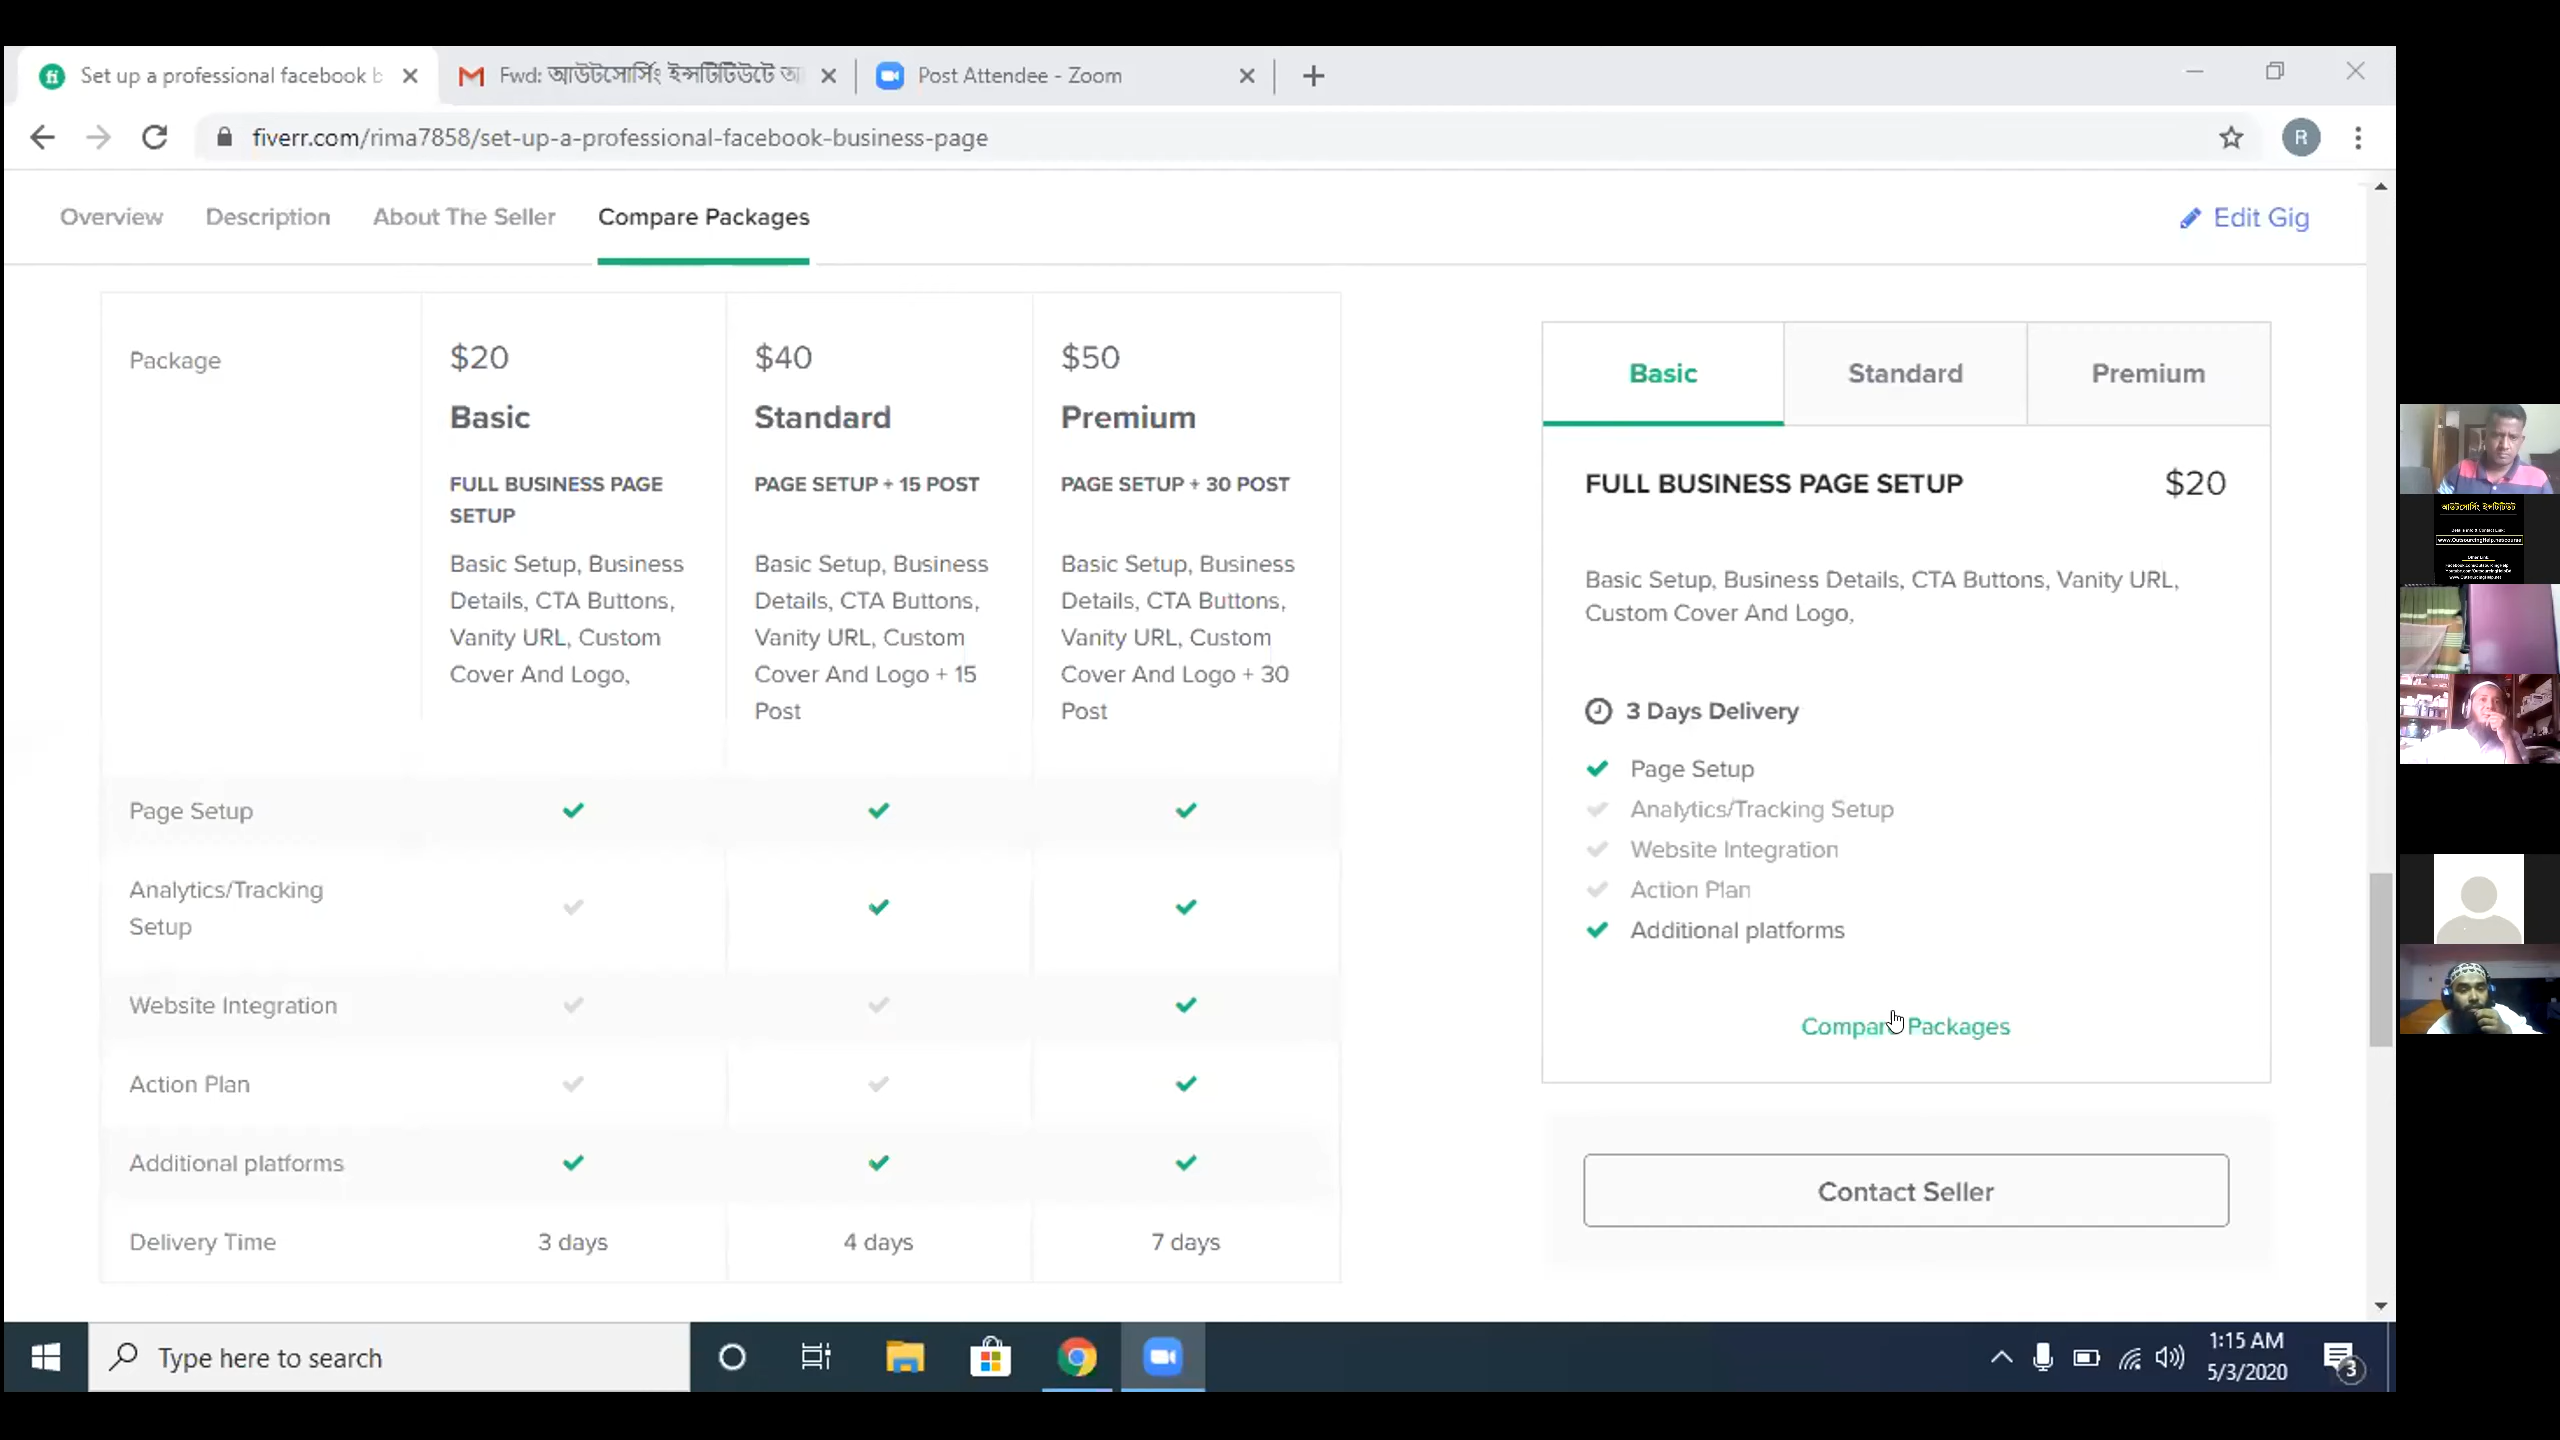 Set up a professional facebook b
Fwd: আউটসোর্সিং ইন্সটিটিউটে অ
Post Attendee - Zoom
fiverr.com/rima7858/set-up-a-professional-facebook-business-page
R
Overview
Description
About The Seller
Compare Packages
Edit Gig
Package
$20
Basic
FULL BUSINESS PAGE
SETUP
Basic Setup, Business
Details, CTA Buttons,
Vanity URL, Custom
Cover And Logo,
$40
Standard
PAGE SETUP + 15 POST
Basic Setup, Business
Details, CTA Buttons,
Vanity URL, Custom
Cover And Logo + 15
Post
$50
Premium
PAGE SETUP + 30 POST
Basic Setup, Business
Details, CTA Buttons,
Vanity URL, Custom
Cover And Logo + 30
Post
Page Setup
Analytics/Tracking
Setup
Website Integration
Action Plan
Additional platforms
Delivery Time 3 days 4 days 7 days
Basic
Standard
Premium
FULL BUSINESS PAGE SETUP $20
Basic Setup, Business Details, CTA Buttons, Vanity URL,
Custom Cover And Logo,
3 Days Delivery
Page Setup
Analytics/Tracking Setup
Website Integration
Action Plan
Additional platforms
Compare Packages
Contact Seller
আউটসোর্সিং ইন্সটিটিউট
Type here to search
1:15 AM
5/3/2020
3